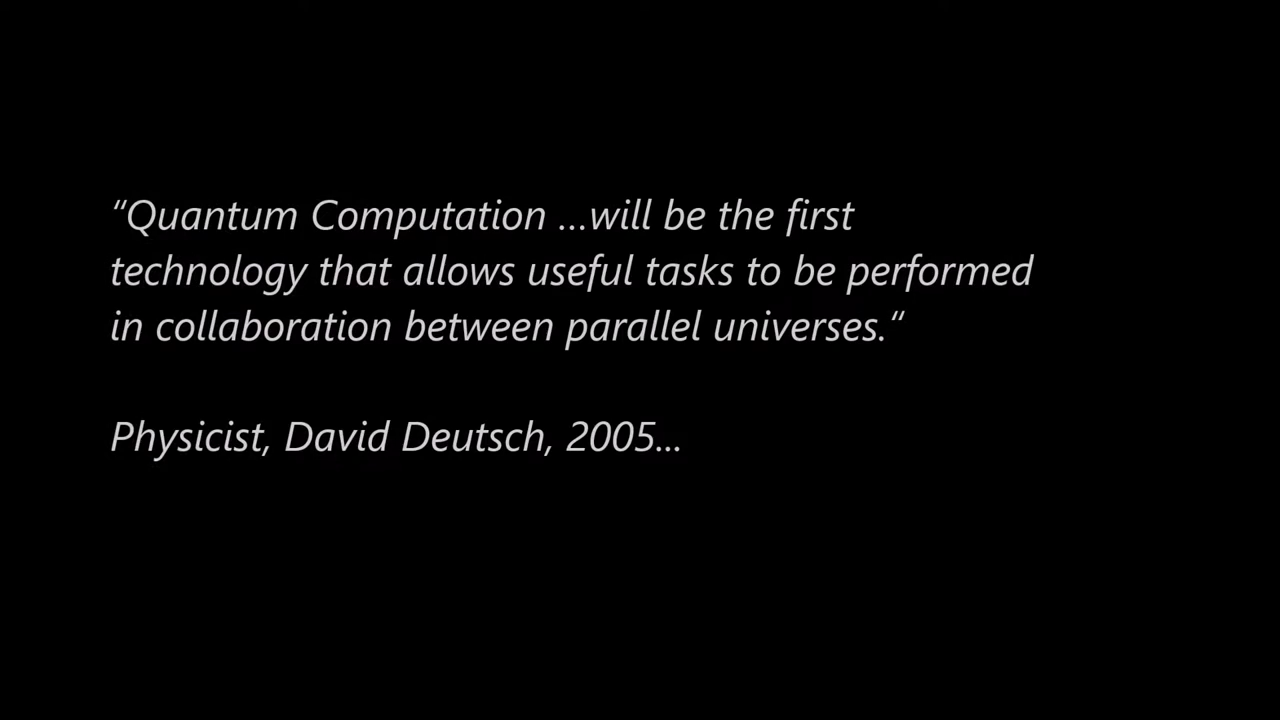 “Quantum Computation ...will be the first
technology that allows useful tasks to be performed
in collaboration between parallel universes.“
Physicist, David Deutsch, 2005...